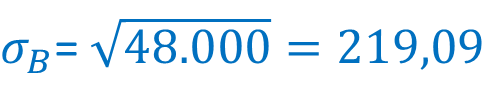 σ_B = √48.000 = 219,09